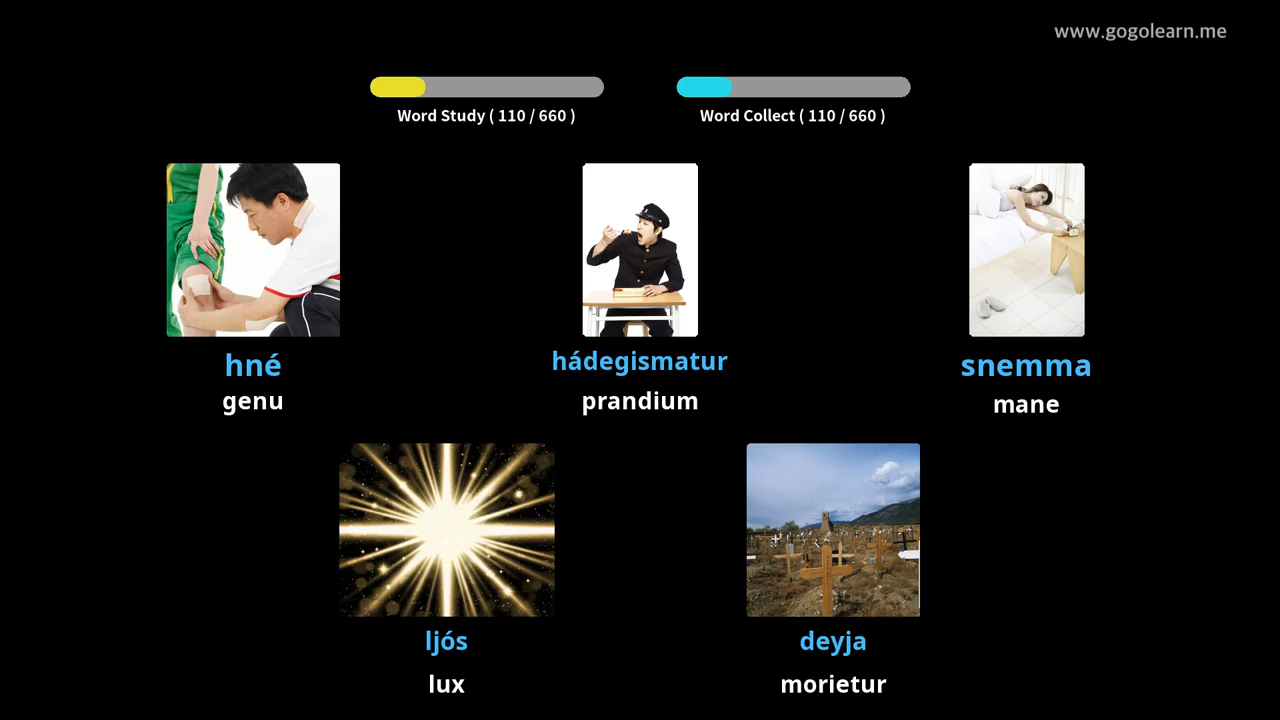 www.gogolearn.me
Word Study ( 110 / 660 )
Word Collect ( 110 / 660 )
hné
genu
hádegismatur
prandium
snemma
mane
ljós
lux
deyja
morietur